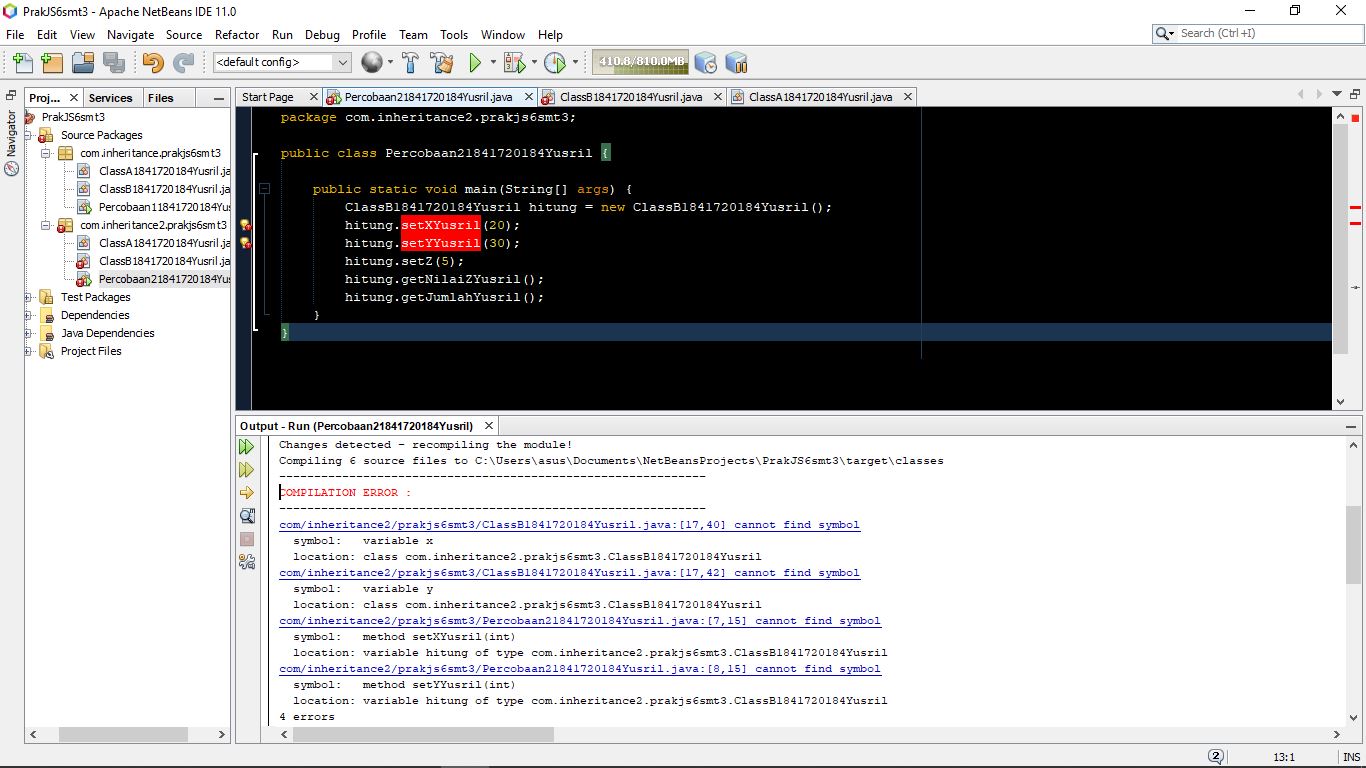 PrakJS6smt3 - Apache NetBeans IDE 11.0
File Edit View Navigate Source Refactor Run Debug Profile Team Tools Window Help
Search (Ctrl+I)
<default config>
410.8/810.0MB
Proj... Services Files
Navigator
PrakJS6smt3
Source Packages
com.inheritance.prakjs6smt3
ClassA1841720184Yusril.ja
ClassB1841720184Yusril.ja
Percobaan11841720184Yus
com.inheritance2.prakjs6smt3
ClassA1841720184Yusril.ja
ClassB1841720184Yusril.ja
Percobaan21841720184Yus
Test Packages
Dependencies
Java Dependencies
Project Files
Start Page Percobaan21841720184Yusril.java ClassB1841720184Yusril.java ClassA1841720184Yusril.java
package com.inheritance2.prakjs6smt3;
public class Percobaan21841720184Yusril {
public static void main(String[] args) {
ClassB1841720184Yusril hitung = new ClassB1841720184Yusril();
hitung.setXYusril(20);
hitung.setYYusril(30);
hitung.setZ(5);
hitung.getNilaiZYusril();
hitung.getJumlahYusril();
}
}
Output - Run (Percobaan21841720184Yusril)
Changes detected - recompiling the module!
Compiling 6 source files to C:\Users\asus\Documents\NetBeansProjects\PrakJS6smt3\target\classes
-------------------------------------------------------------
COMPILATION ERROR :
-------------------------------------------------------------
com/inheritance2/prakjs6smt3/ClassB1841720184Yusril.java:[17,40] cannot find symbol
symbol: variable x
location: class com.inheritance2.prakjs6smt3.ClassB1841720184Yusril
com/inheritance2/prakjs6smt3/ClassB1841720184Yusril.java:[17,42] cannot find symbol
symbol: variable y
location: class com.inheritance2.prakjs6smt3.ClassB1841720184Yusril
com/inheritance2/prakjs6smt3/Percobaan21841720184Yusril.java:[7,15] cannot find symbol
symbol: method setXYusril(int)
location: variable hitung of type com.inheritance2.prakjs6smt3.ClassB1841720184Yusril
com/inheritance2/prakjs6smt3/Percobaan21841720184Yusril.java:[8,15] cannot find symbol
symbol: method setYYusril(int)
location: variable hitung of type com.inheritance2.prakjs6smt3.ClassB1841720184Yusril
4 errors
2 13:1 INS